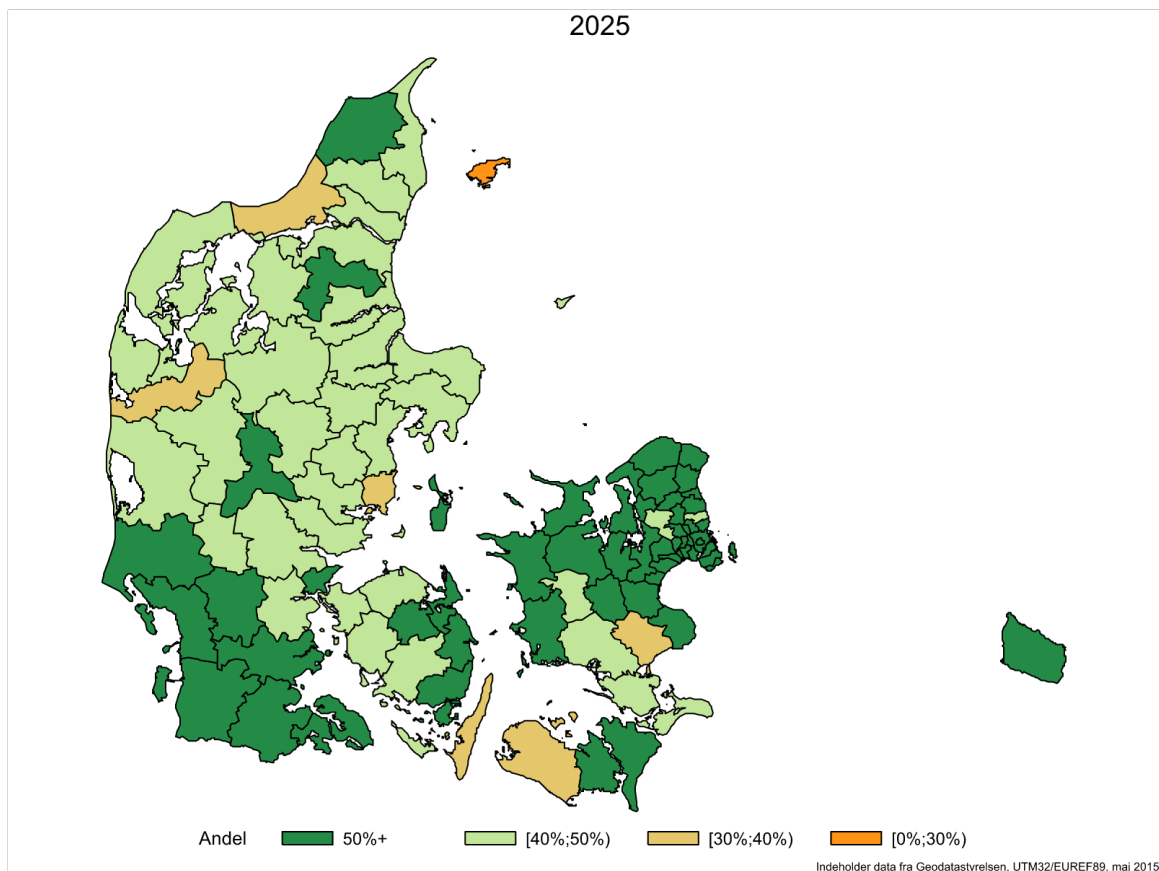 2025
Andel 50%+ [40%;50%) [30%;40%) [0%;30%)
Indeholder data fra Geodatastyrelsen, UTM32/EUREF89, maj 2015